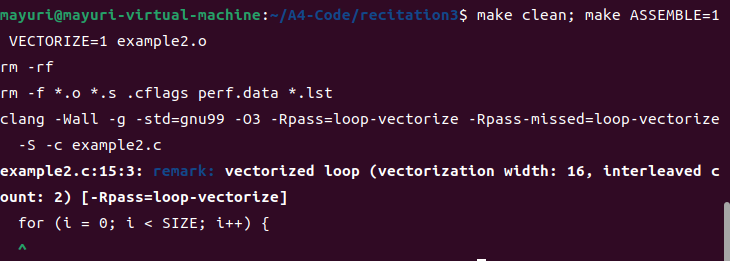 mayuri@mayuri-virtual-machine:~/A4-Code/recitation3$ make clean; make ASSEMBLE=1
 VECTORIZE=1 example2.o
rm -rf
rm -f *.o *.s .cflags perf.data *.lst
clang -Wall -g -std=gnu99 -O3 -Rpass=loop-vectorize -Rpass-missed=loop-vectorize
  -S -c example2.c
example2.c:15:3: remark: vectorized loop (vectorization width: 16, interleaved c
ount: 2) [-Rpass=loop-vectorize]
  for (i = 0; i < SIZE; i++) {
  ^